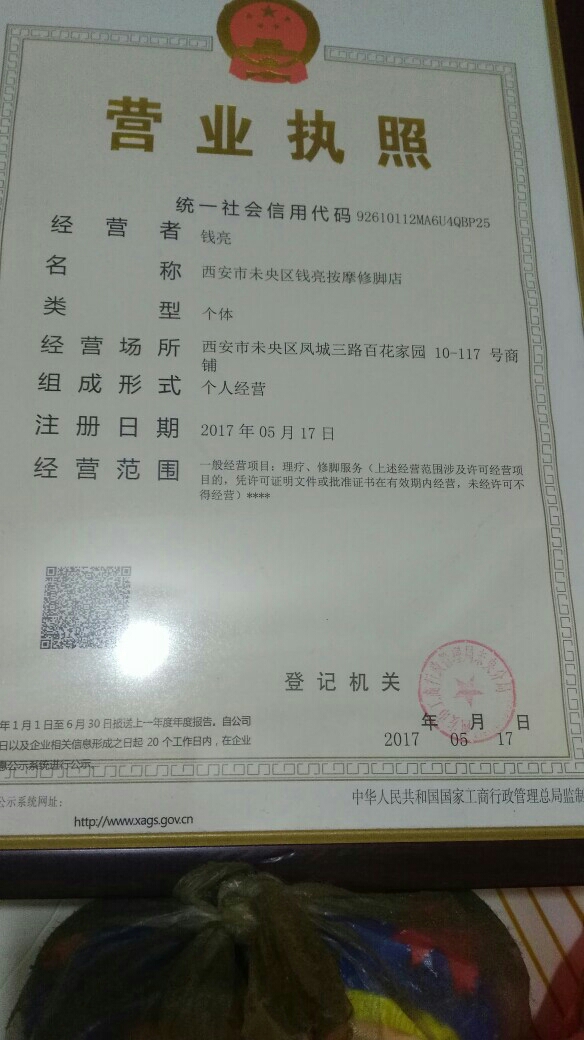 营业执照
统一社会信用代码 92610112MA6U4QBP25
经营者 钱亮
名称 西安市未央区钱亮按摩修脚店
类型 个体
经营场所 西安市未央区凤城三路百花家园 10-117 号商
铺
组成形式 个人经营
注册日期 2017 年 05 月 17 日
经营范围 一般经营项目：理疗、修脚服务（上述经营范围涉及许可经营项
目的，凭许可证明文件或批准证书在有效期内经营，未经许可不
得经营）****
登记机关
年 月 日
2017 05 17
年 1 月 1 日至 6 月 30 日报送上一年度年度报告。自公司
日以及企业相关信息形成之日起 20 个工作日内，在企业
息公示系统进行公示。
公示系统网址：
http://www.xags.gov.cn
中华人民共和国国家工商行政管理总局监制